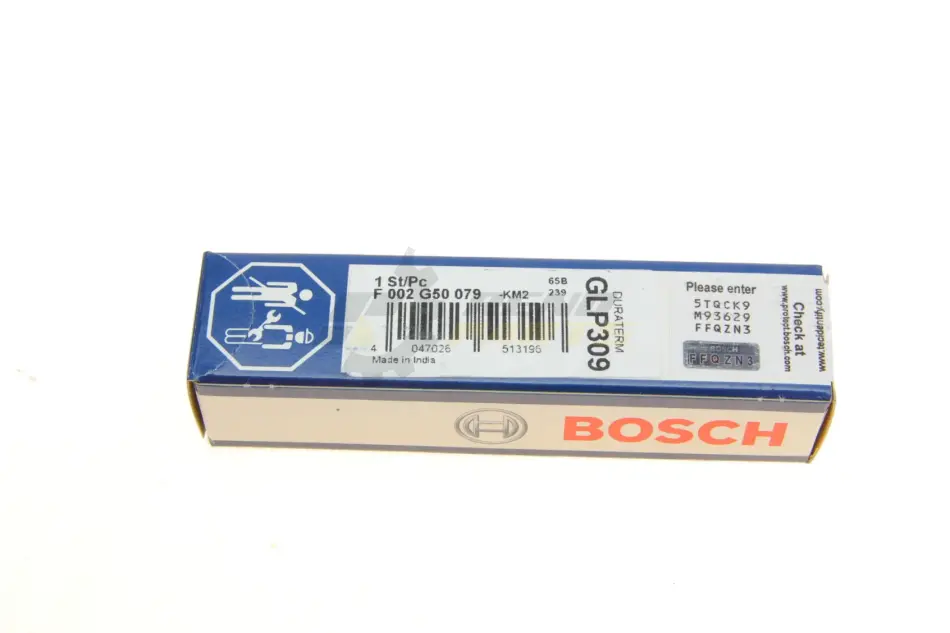 1 St/Pc
F 002 G50 079
-KM2
65B
239
4 047026 513195
Made in India
DURATERM
GLP309
Please enter
5TQCK9
M93629
FFQZN3
BOSCH
FFQZN3
Check at
www.tecidentify.com
www.protect.bosch.com
BOSCH